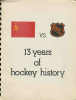 vs
13 years
of
hockey history